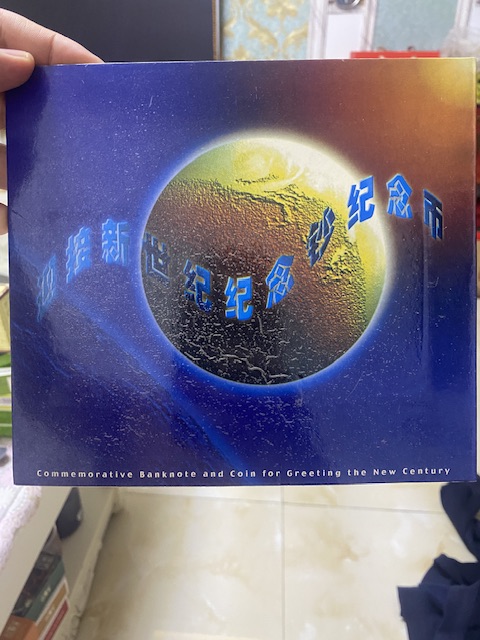 迎接新世纪纪念钞纪念币
Commemorative Banknote and Coin for Greeting the New Century